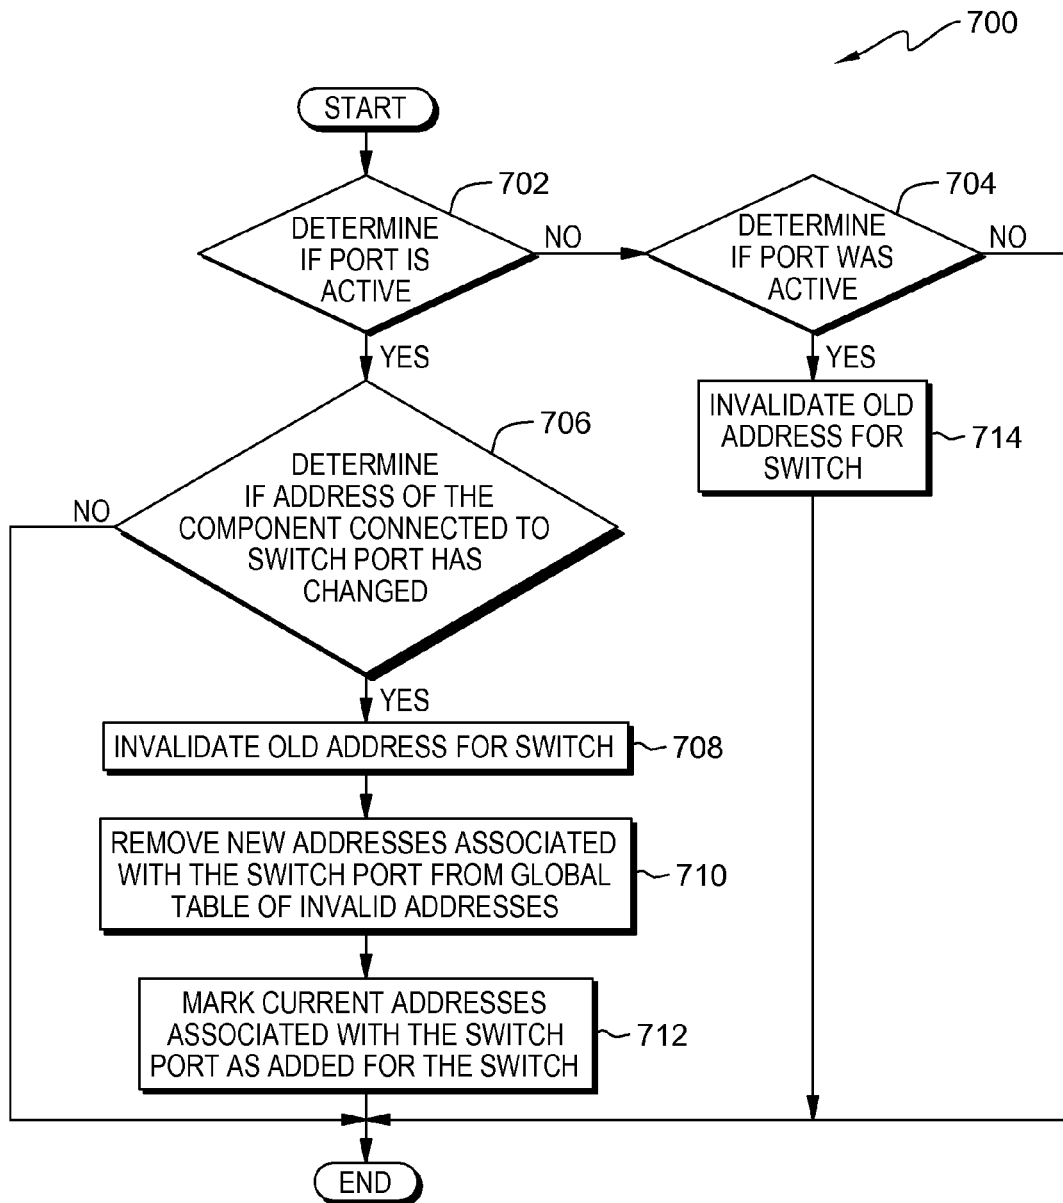 700
START
702
DETERMINE
IF PORT IS
ACTIVE
NO
YES
704
DETERMINE
IF PORT WAS
ACTIVE
NO
YES
INVALIDATE OLD
ADDRESS FOR
SWITCH
714
706
DETERMINE
IF ADDRESS OF THE
COMPONENT CONNECTED TO
SWITCH PORT HAS
CHANGED
NO
YES
INVALIDATE OLD ADDRESS FOR SWITCH
708
REMOVE NEW ADDRESSES ASSOCIATED
WITH THE SWITCH PORT FROM GLOBAL
TABLE OF INVALID ADDRESSES
710
MARK CURRENT ADDRESSES
ASSOCIATED WITH THE SWITCH
PORT AS ADDED FOR THE SWITCH
712
END